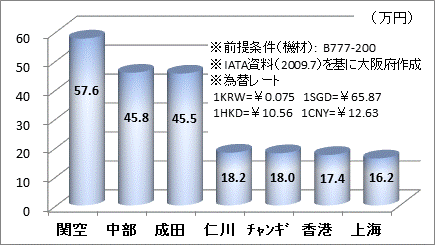 (万円)
60
50
40
30
20
10
0
※前提条件(機材): B777-200
※IATA資料(2009.7)を基に大阪府作成
※為替レート
1KRW=￥0.075 1SGD=￥65.87
1HKD=￥10.56 1CNY=￥12.63
57.6 45.8 45.5 18.2 18.0 17.4 16.2
関空 中部 成田 仁川 ﾁｬﾝｷﾞ 香港 上海